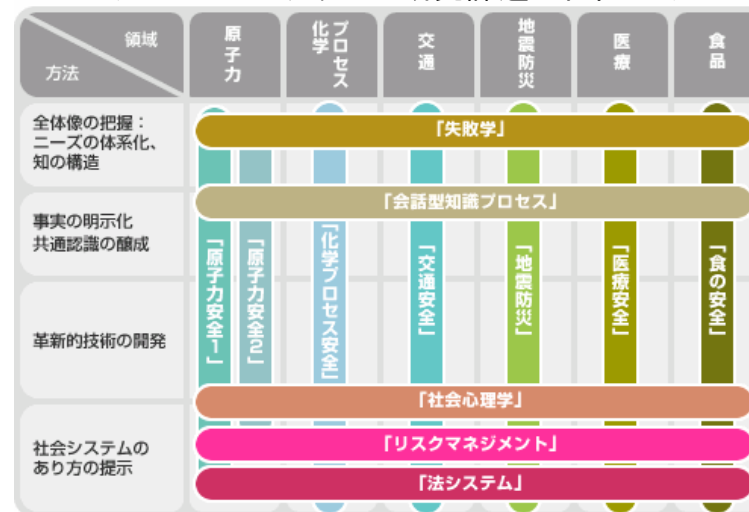 領域
方法
原子力
プロセス
化学
交通
地震防災
医療
食品
全体像の把握：
ニーズの体系化、
知の構造
「失敗学」
「会話型知識プロセス」
事実の明示化
共通認識の醸成
「原子力安全1」
「原子力安全2」
「化学プロセス安全」
「交通安全」
「地震防災」
「医療安全」
「食の安全」
革新的技術の開発
「社会心理学」
社会システムの
あり方の提示
「リスクマネジメント」
「法システム」